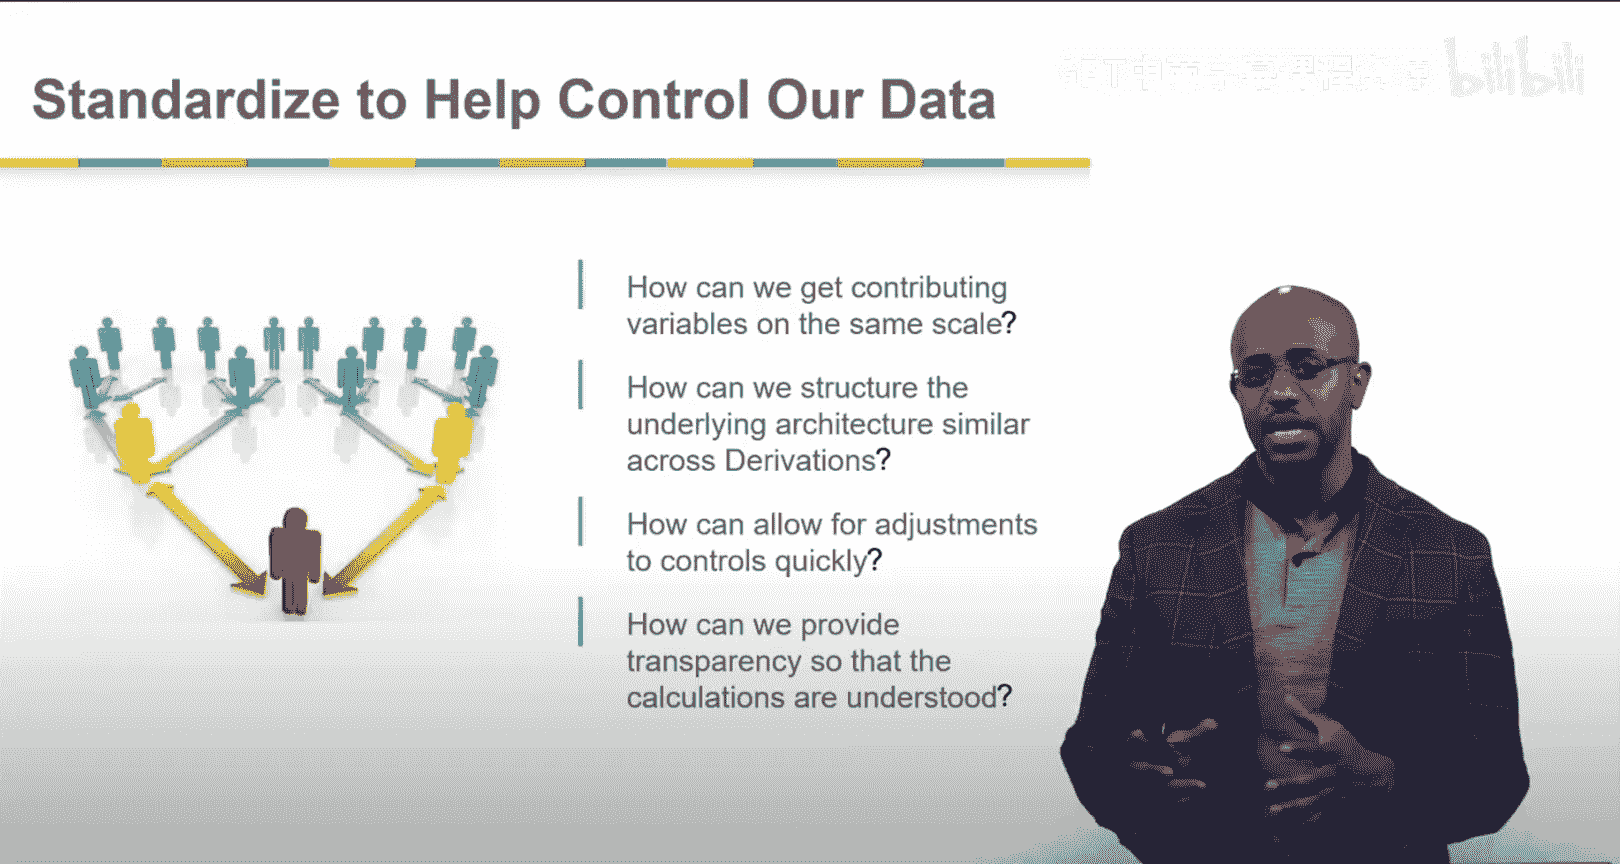 Standardize to Help Control Our Data
bilibili
How can we get contributing
variables on the same scale?
How can we structure the
underlying architecture similar
across Derivations?
How can allow for adjustments
to controls quickly?
How can we provide
transparency so that the
calculations are understood?